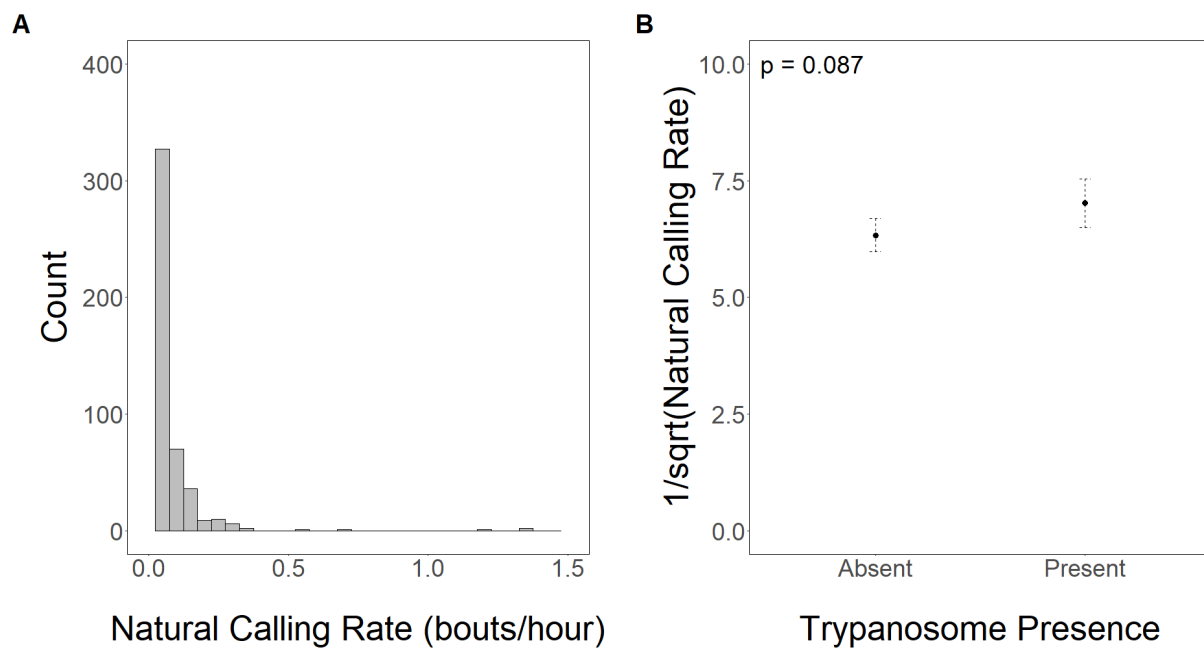 A
400
300
200
100
0
Count
0.0 0.5 1.0 1.5
Natural Calling Rate (bouts/hour)
B
p = 0.087
10.0
7.5
5.0
2.5
0.0
1/sqrt(Natural Calling Rate)
Absent Present
Trypanosome Presence